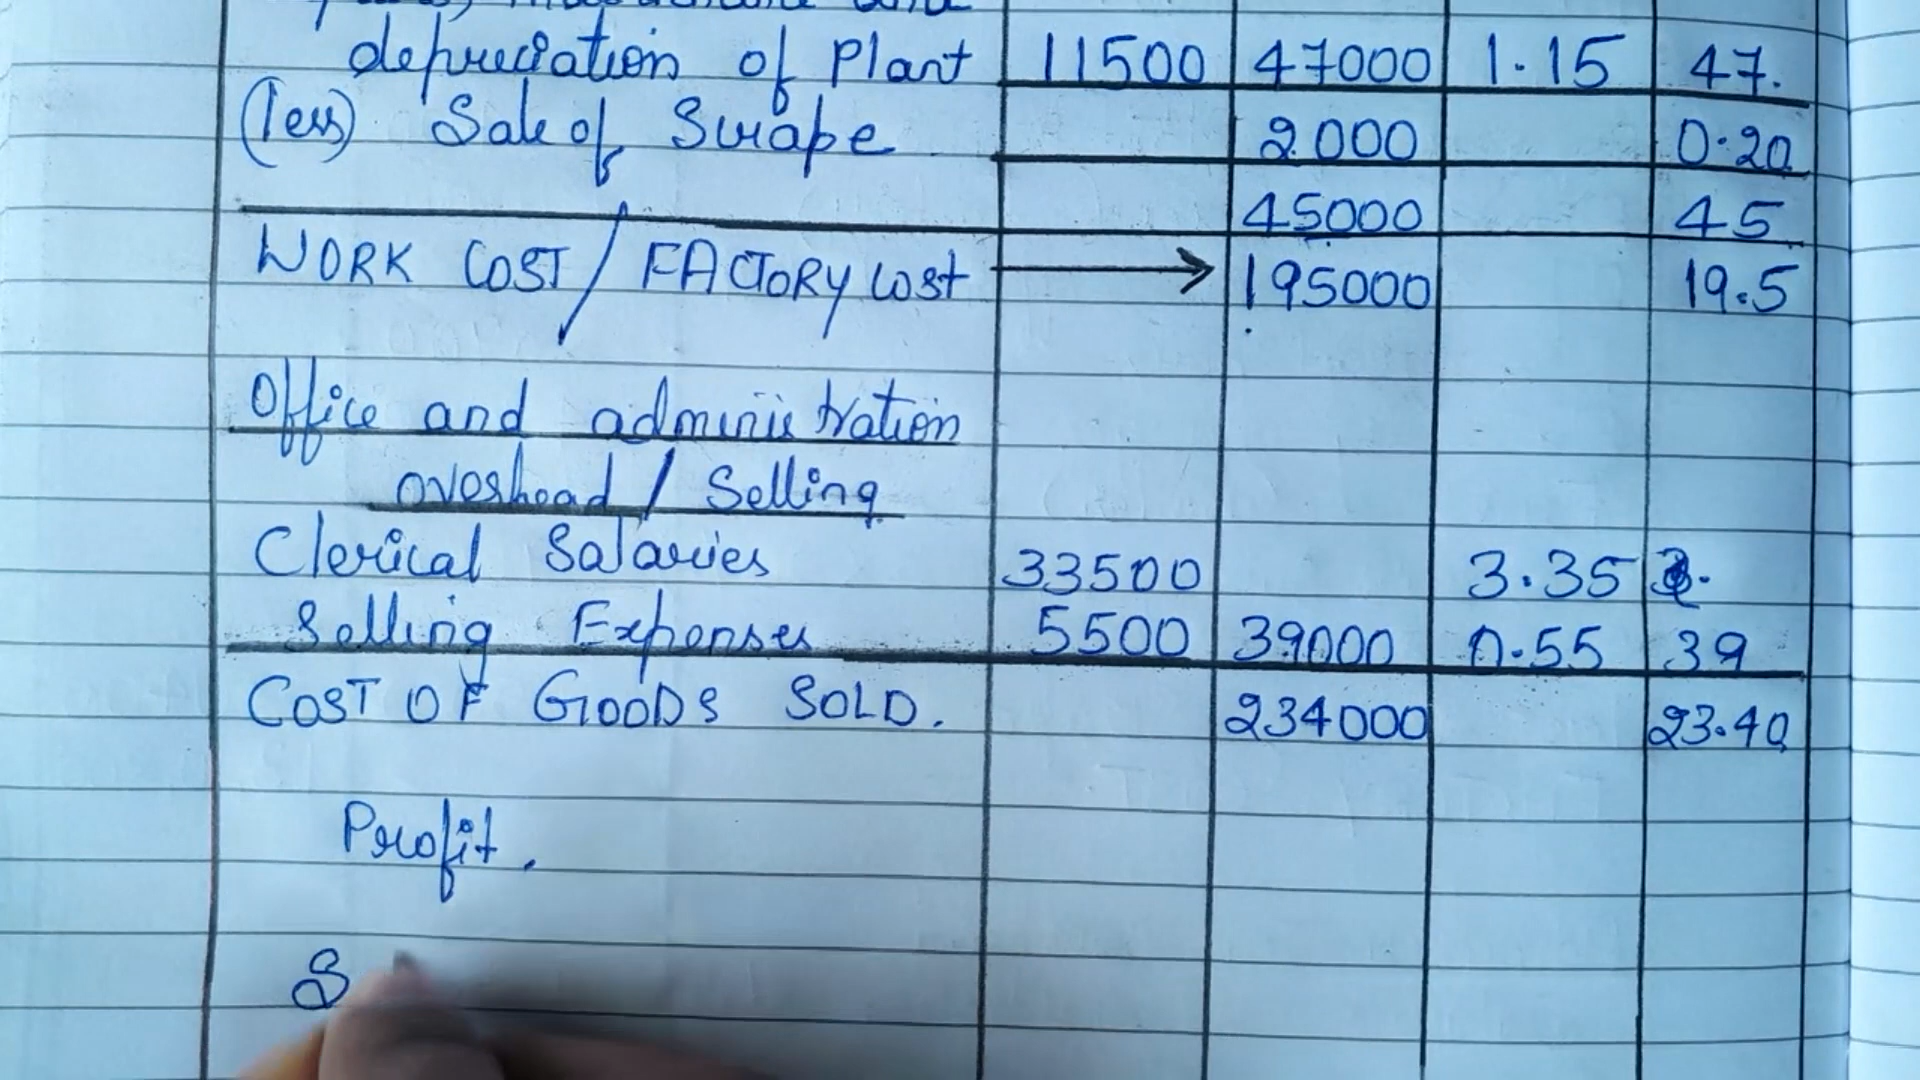 depreciation of Plant 11500 47000 1.15 47.
(less) Sale of Scrape 2000 0.20
45000 45
WORK COST / FACTORY Cost → 195000 19.5
Office and administration
overhead / Selling
Clerical Salaries 33500 3.35
Selling Expenses 5500 39000 0.55 39
COST OF GOODS SOLD. 234000 23.40
Profit.
S